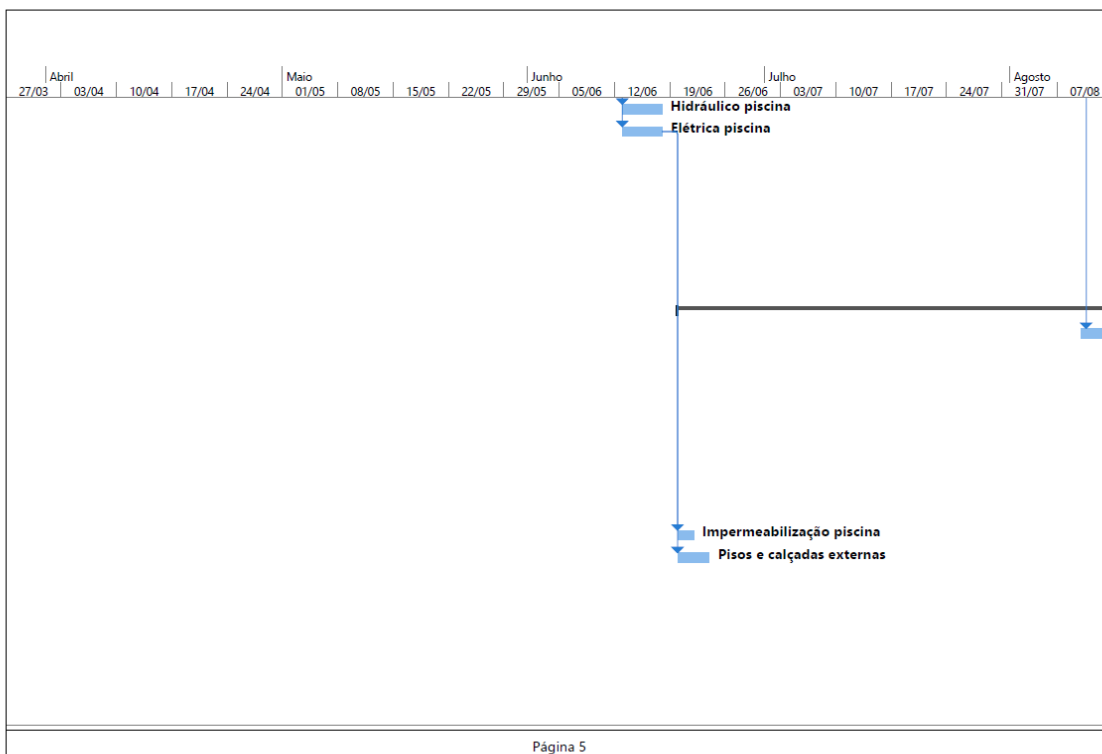 Abril Maio Junho Julho Agosto
27/03 03/04 10/04 17/04 24/04 01/05 08/05 15/05 22/05 29/05 05/06 12/06 19/06 26/06 03/07 10/07 17/07 24/07 31/07 07/08
Hidráulico piscina
Elétrica piscina
Impermeabilização piscina
Pisos e calçadas externas
Página 5